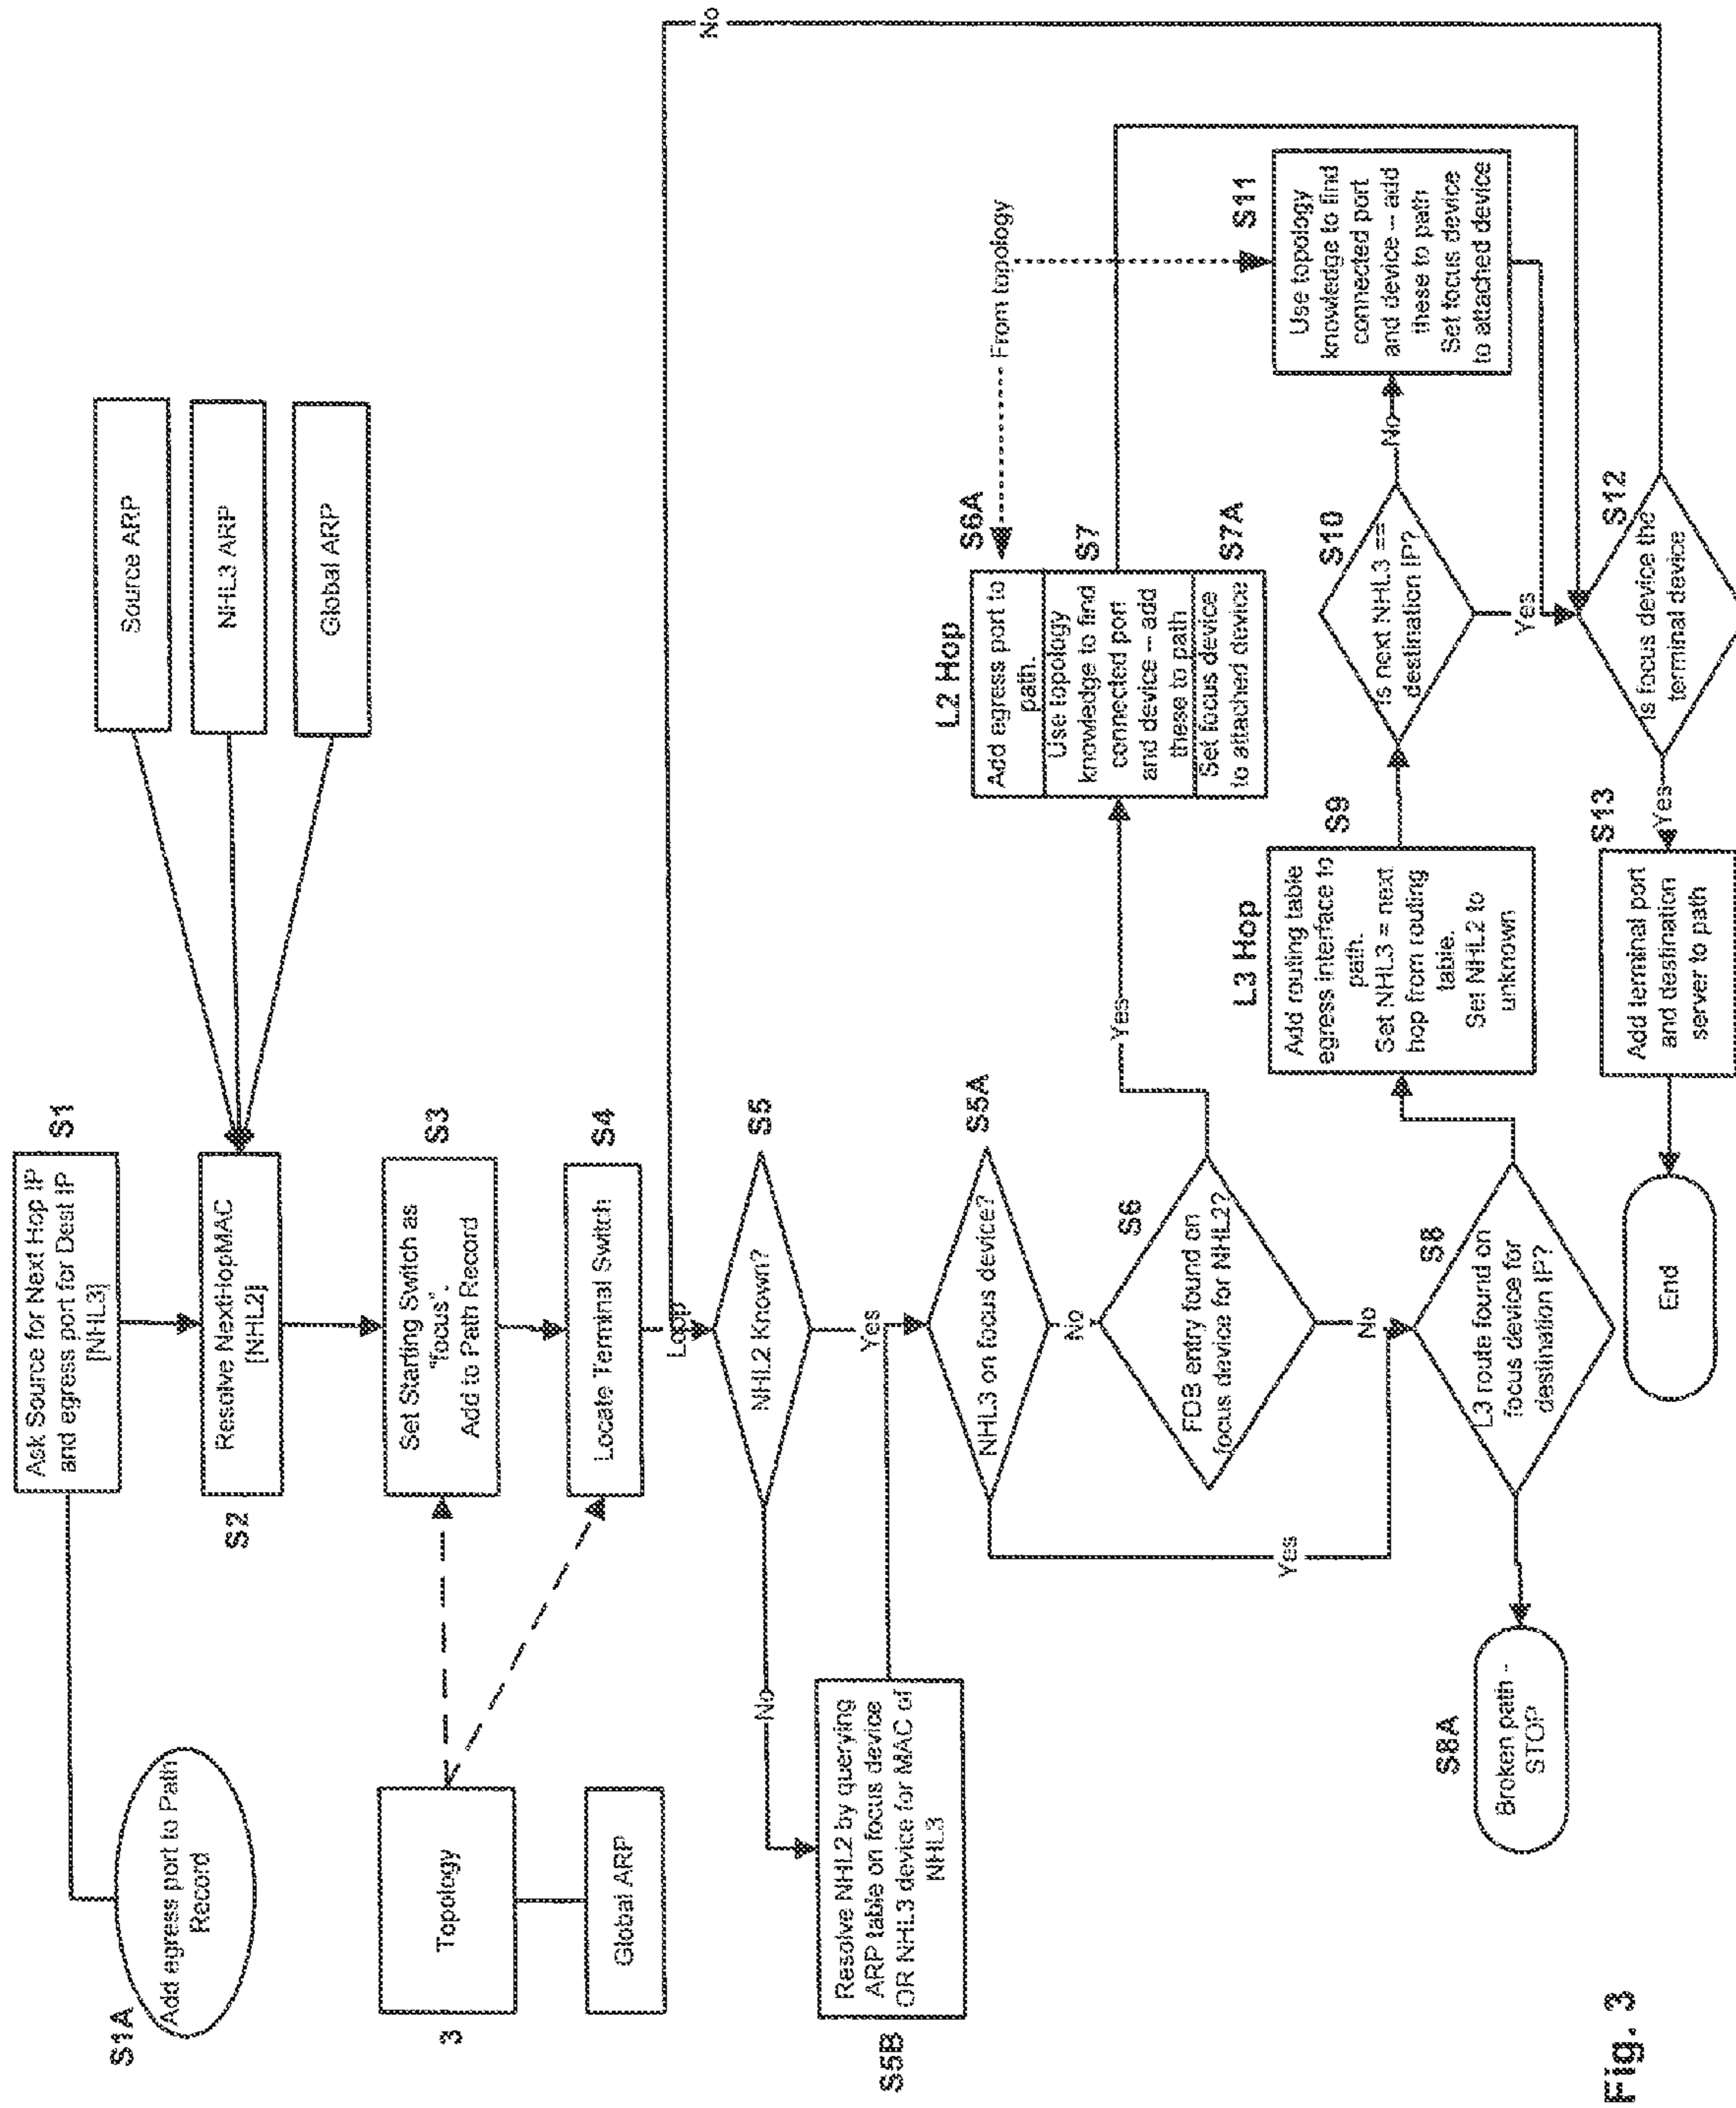 S1A
Add egress port to Path
Record
Ask Source for Next Hop IP
and egress port for Dest IP
[NHL3]
S1
S2
Resolve NextHopMAC
[NHL2]
Source ARP
NHL3 ARP
Global ARP
3
Topology
Global ARP
Set Starting Switch as
"focus".
Add to Path Record
S3
Locate Terminal Switch
S4
Loop
No
NHL2 Known?
S5
No
Yes
S5B
Resolve NHL2 by querying
ARP table on focus device
OR NHL3 device for MAC of
NHL3
NHL3 on focus device?
S5A
No
Yes
FDB entry found on
focus device for NHL2?
S6
Yes
No
L2 Hop
S6A
Add egress port to
path.
S7
Use topology
knowledge to find
connected port
and device -- add
these to path
S7A
Set focus device
to attached device
From topology
L3 route found on
focus device for
destination IP?
S8
S8A
Broken path -
STOP
L3 Hop
S9
Add routing table
egress interface to
path.
Set NHL3 = next
hop from routing
table.
Set NHL2 to
unknown
S10
Is next NHL3 ==
destination IP?
No
Yes
S11
Use topology
knowledge to find
connected port
and device -- add
these to path
Set focus device
to attached device
S12
Is focus device the
terminal device
Yes
S13
Add terminal port
and destination
server to path
End
Fig. 3